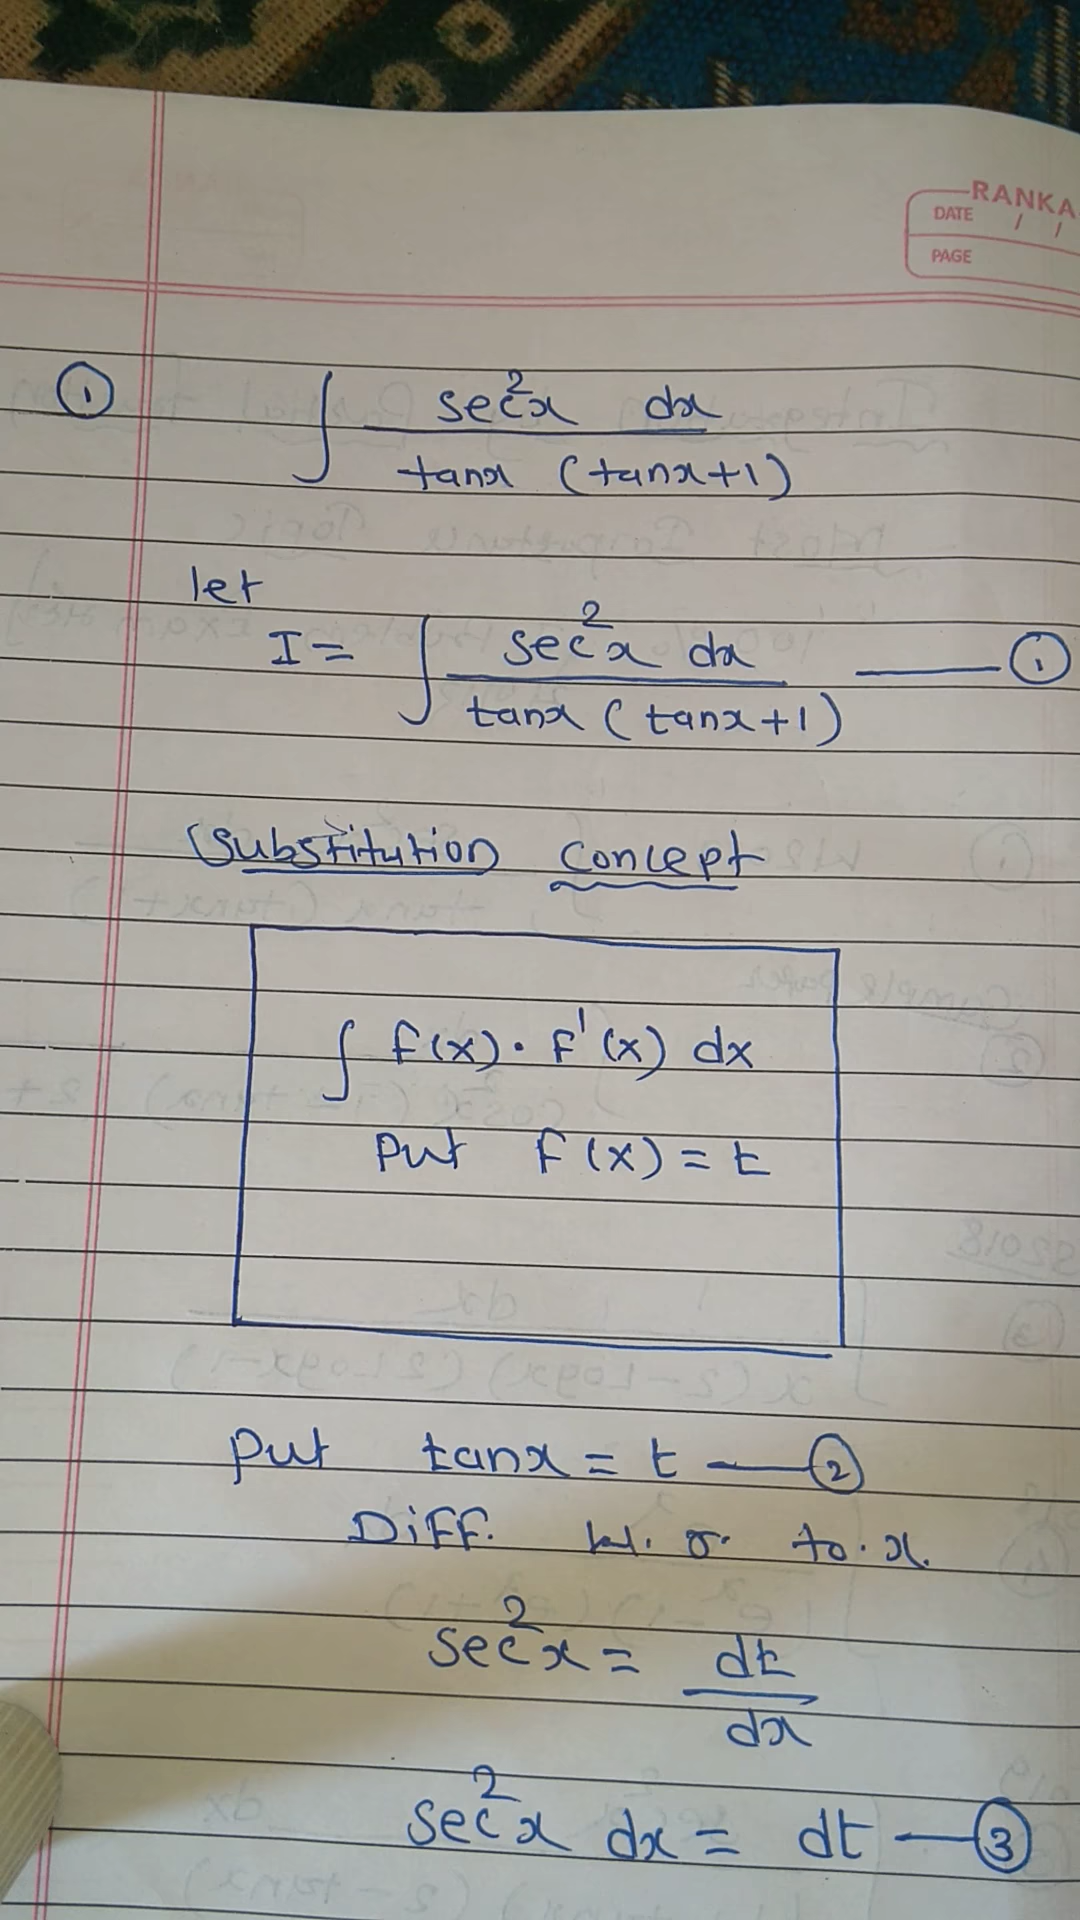 RANKA
DATE / /
PAGE
① ∫ sec²x dx / tanx (tanx+1)
let
I = ∫ sec²x dx / tanx (tanx+1) —— ①
Substitution concept
∫ f(x) · f'(x) dx
Put f(x) = t
Put tanx = t —— ②
Diff. w. r. to. x.
sec²x = dt/dx
sec²x dx = dt —— ③